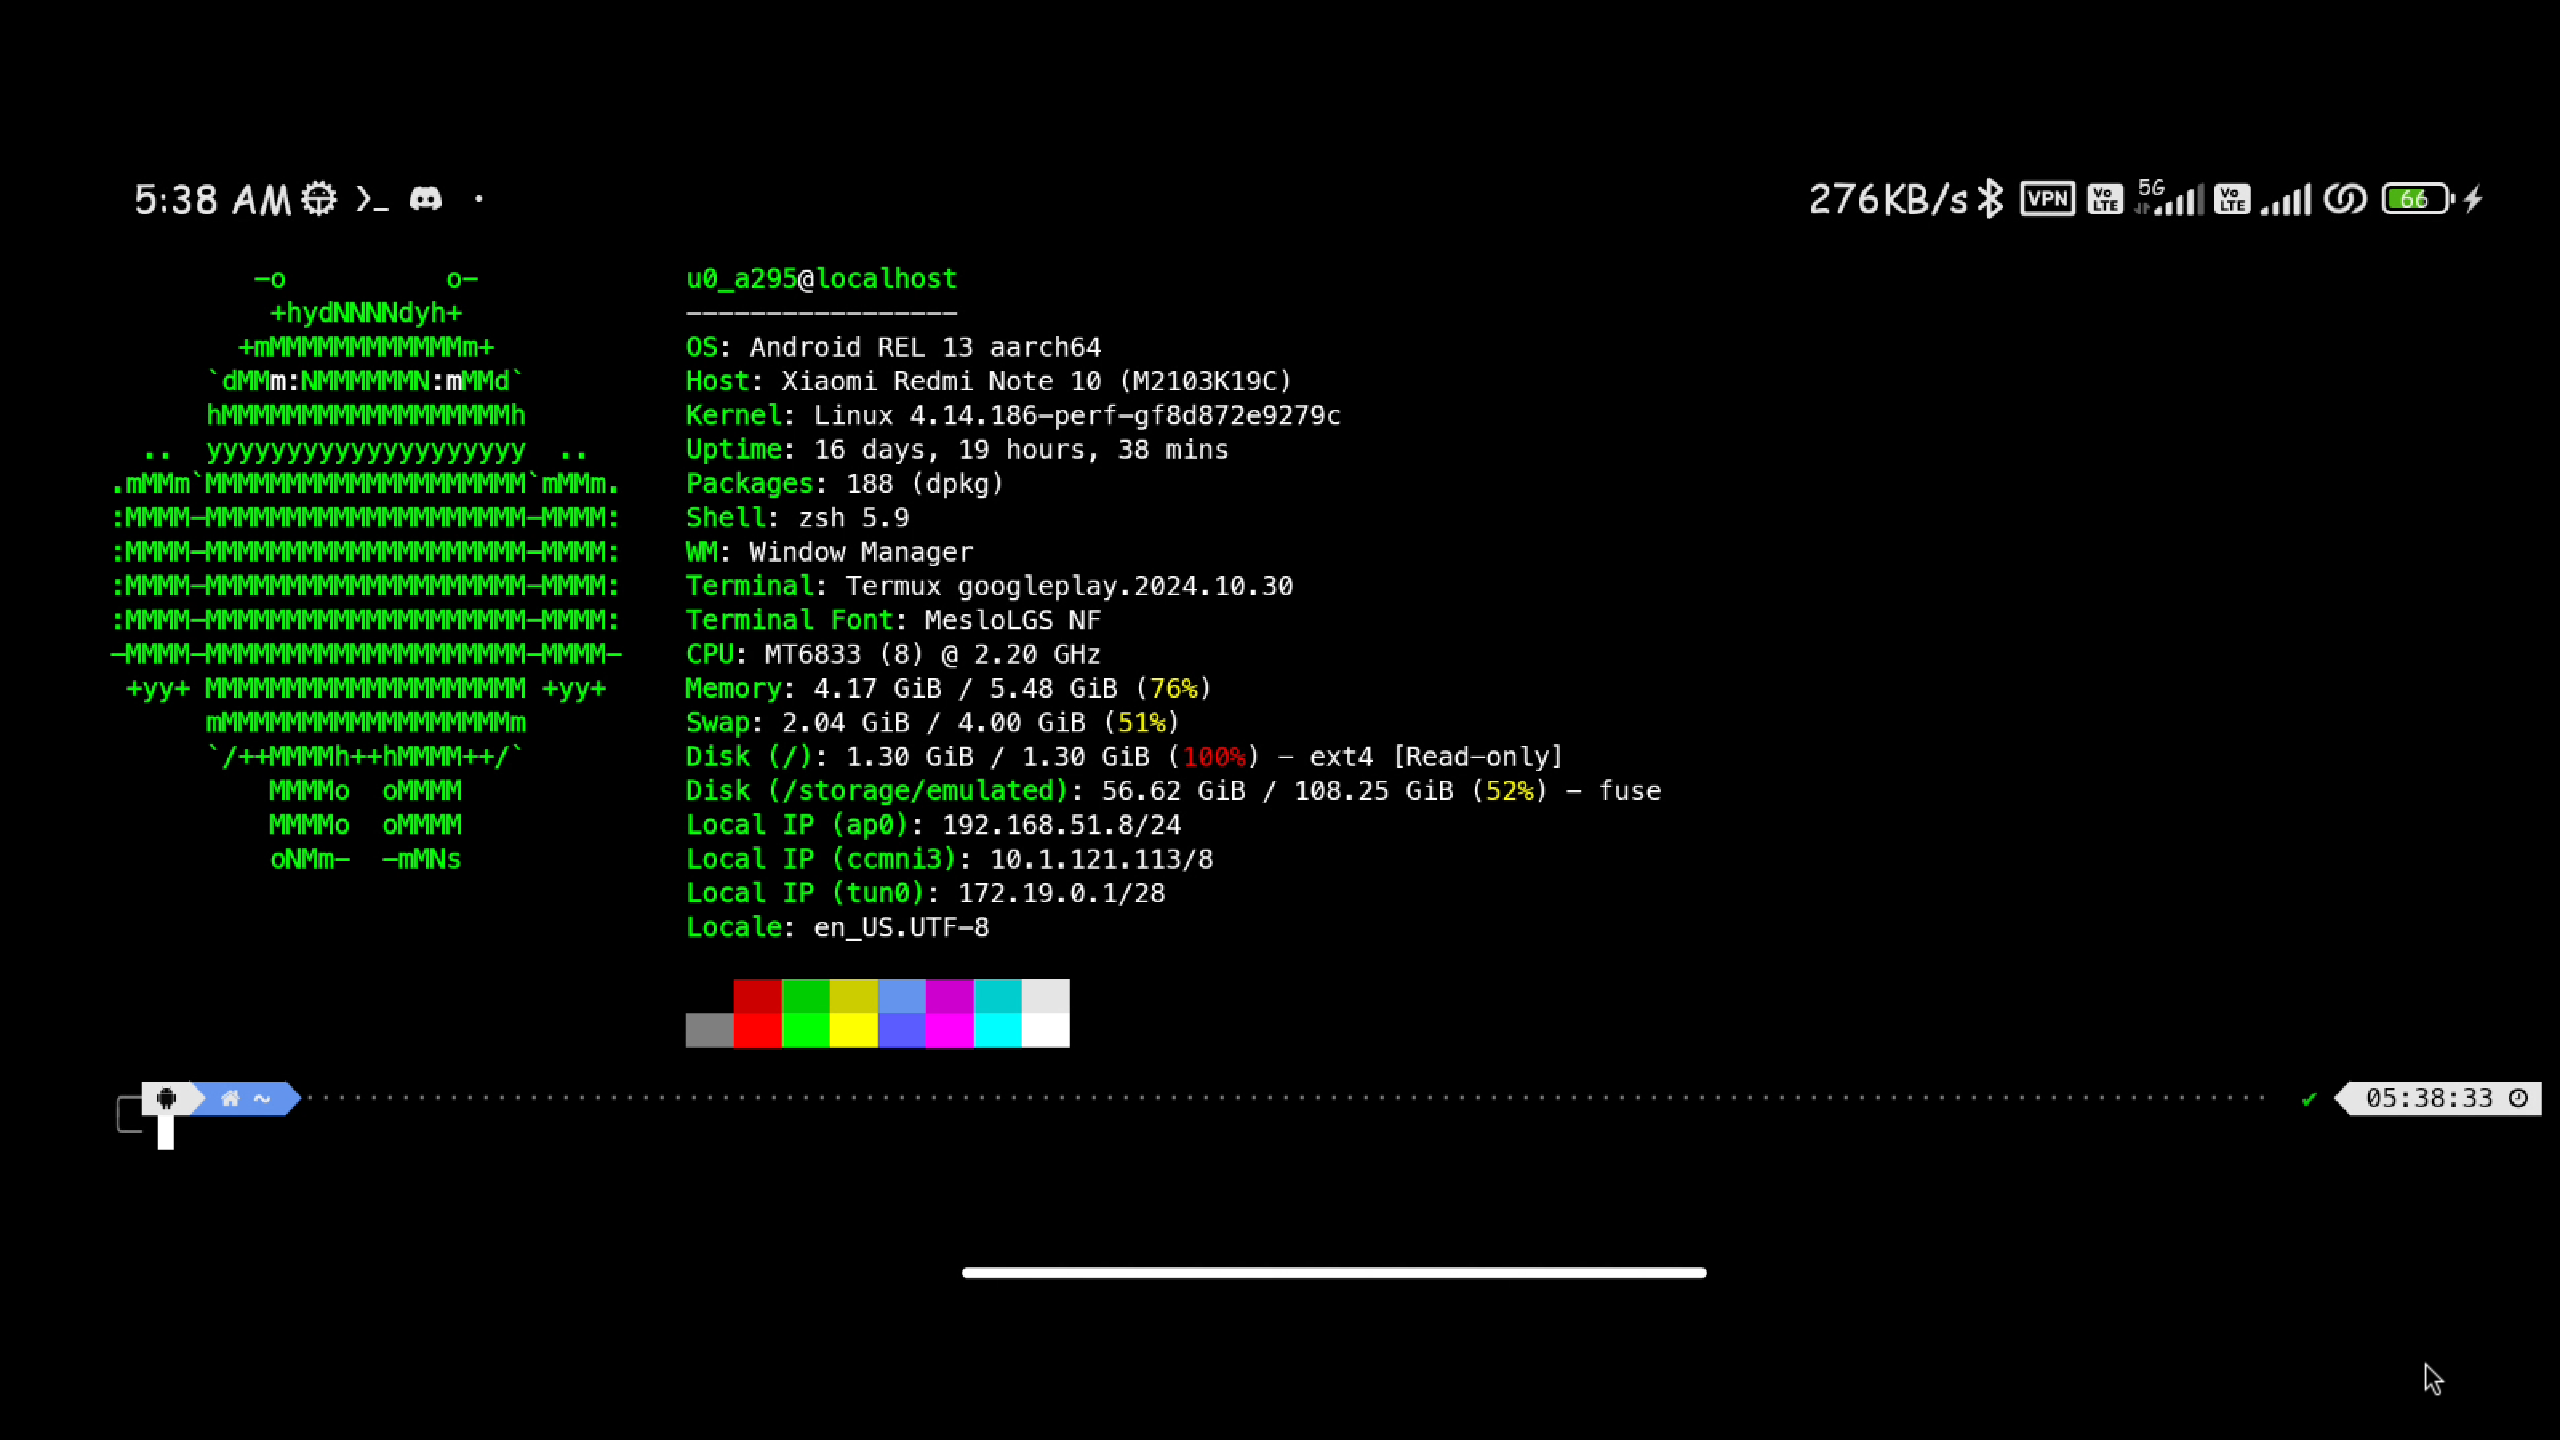 5:38 AM
276KB/s VPN Vo LTE 5G Vo LTE 66
-o          o-
+hydNNNNdyh+
+mMMMMMMMMMMMMm+
`dMMm:NMMMMMMN:mMMd`
hMMMMMMMMMMMMMMMMMMh
..  yyyyyyyyyyyyyyyyyyyy  ..
.mMMm`MMMMMMMMMMMMMMMMMMMM`mMMm.
:MMMM-MMMMMMMMMMMMMMMMMMMM-MMMM:
:MMMM-MMMMMMMMMMMMMMMMMMMM-MMMM:
:MMMM-MMMMMMMMMMMMMMMMMMMM-MMMM:
:MMMM-MMMMMMMMMMMMMMMMMMMM-MMMM:
-MMMM-MMMMMMMMMMMMMMMMMMMM-MMMM-
+yy+ MMMMMMMMMMMMMMMMMMMM +yy+
mMMMMMMMMMMMMMMMMMMm
`/++MMMMh++hMMMM++/`
MMMMo  oMMMM
MMMMo  oMMMM
oNMm-  -mMNs
u0_a295@localhost
-----------------
OS: Android REL 13 aarch64
Host: Xiaomi Redmi Note 10 (M2103K19C)
Kernel: Linux 4.14.186-perf-gf8d872e9279c
Uptime: 16 days, 19 hours, 38 mins
Packages: 188 (dpkg)
Shell: zsh 5.9
WM: Window Manager
Terminal: Termux googleplay.2024.10.30
Terminal Font: MesloLGS NF
CPU: MT6833 (8) @ 2.20 GHz
Memory: 4.17 GiB / 5.48 GiB (76%)
Swap: 2.04 GiB / 4.00 GiB (51%)
Disk (/): 1.30 GiB / 1.30 GiB (100%) - ext4 [Read-only]
Disk (/storage/emulated): 56.62 GiB / 108.25 GiB (52%) - fuse
Local IP (ap0): 192.168.51.8/24
Local IP (ccmni3): 10.1.121.113/8
Local IP (tun0): 172.19.0.1/28
Locale: en_US.UTF-8
~ ✔ 05:38:33